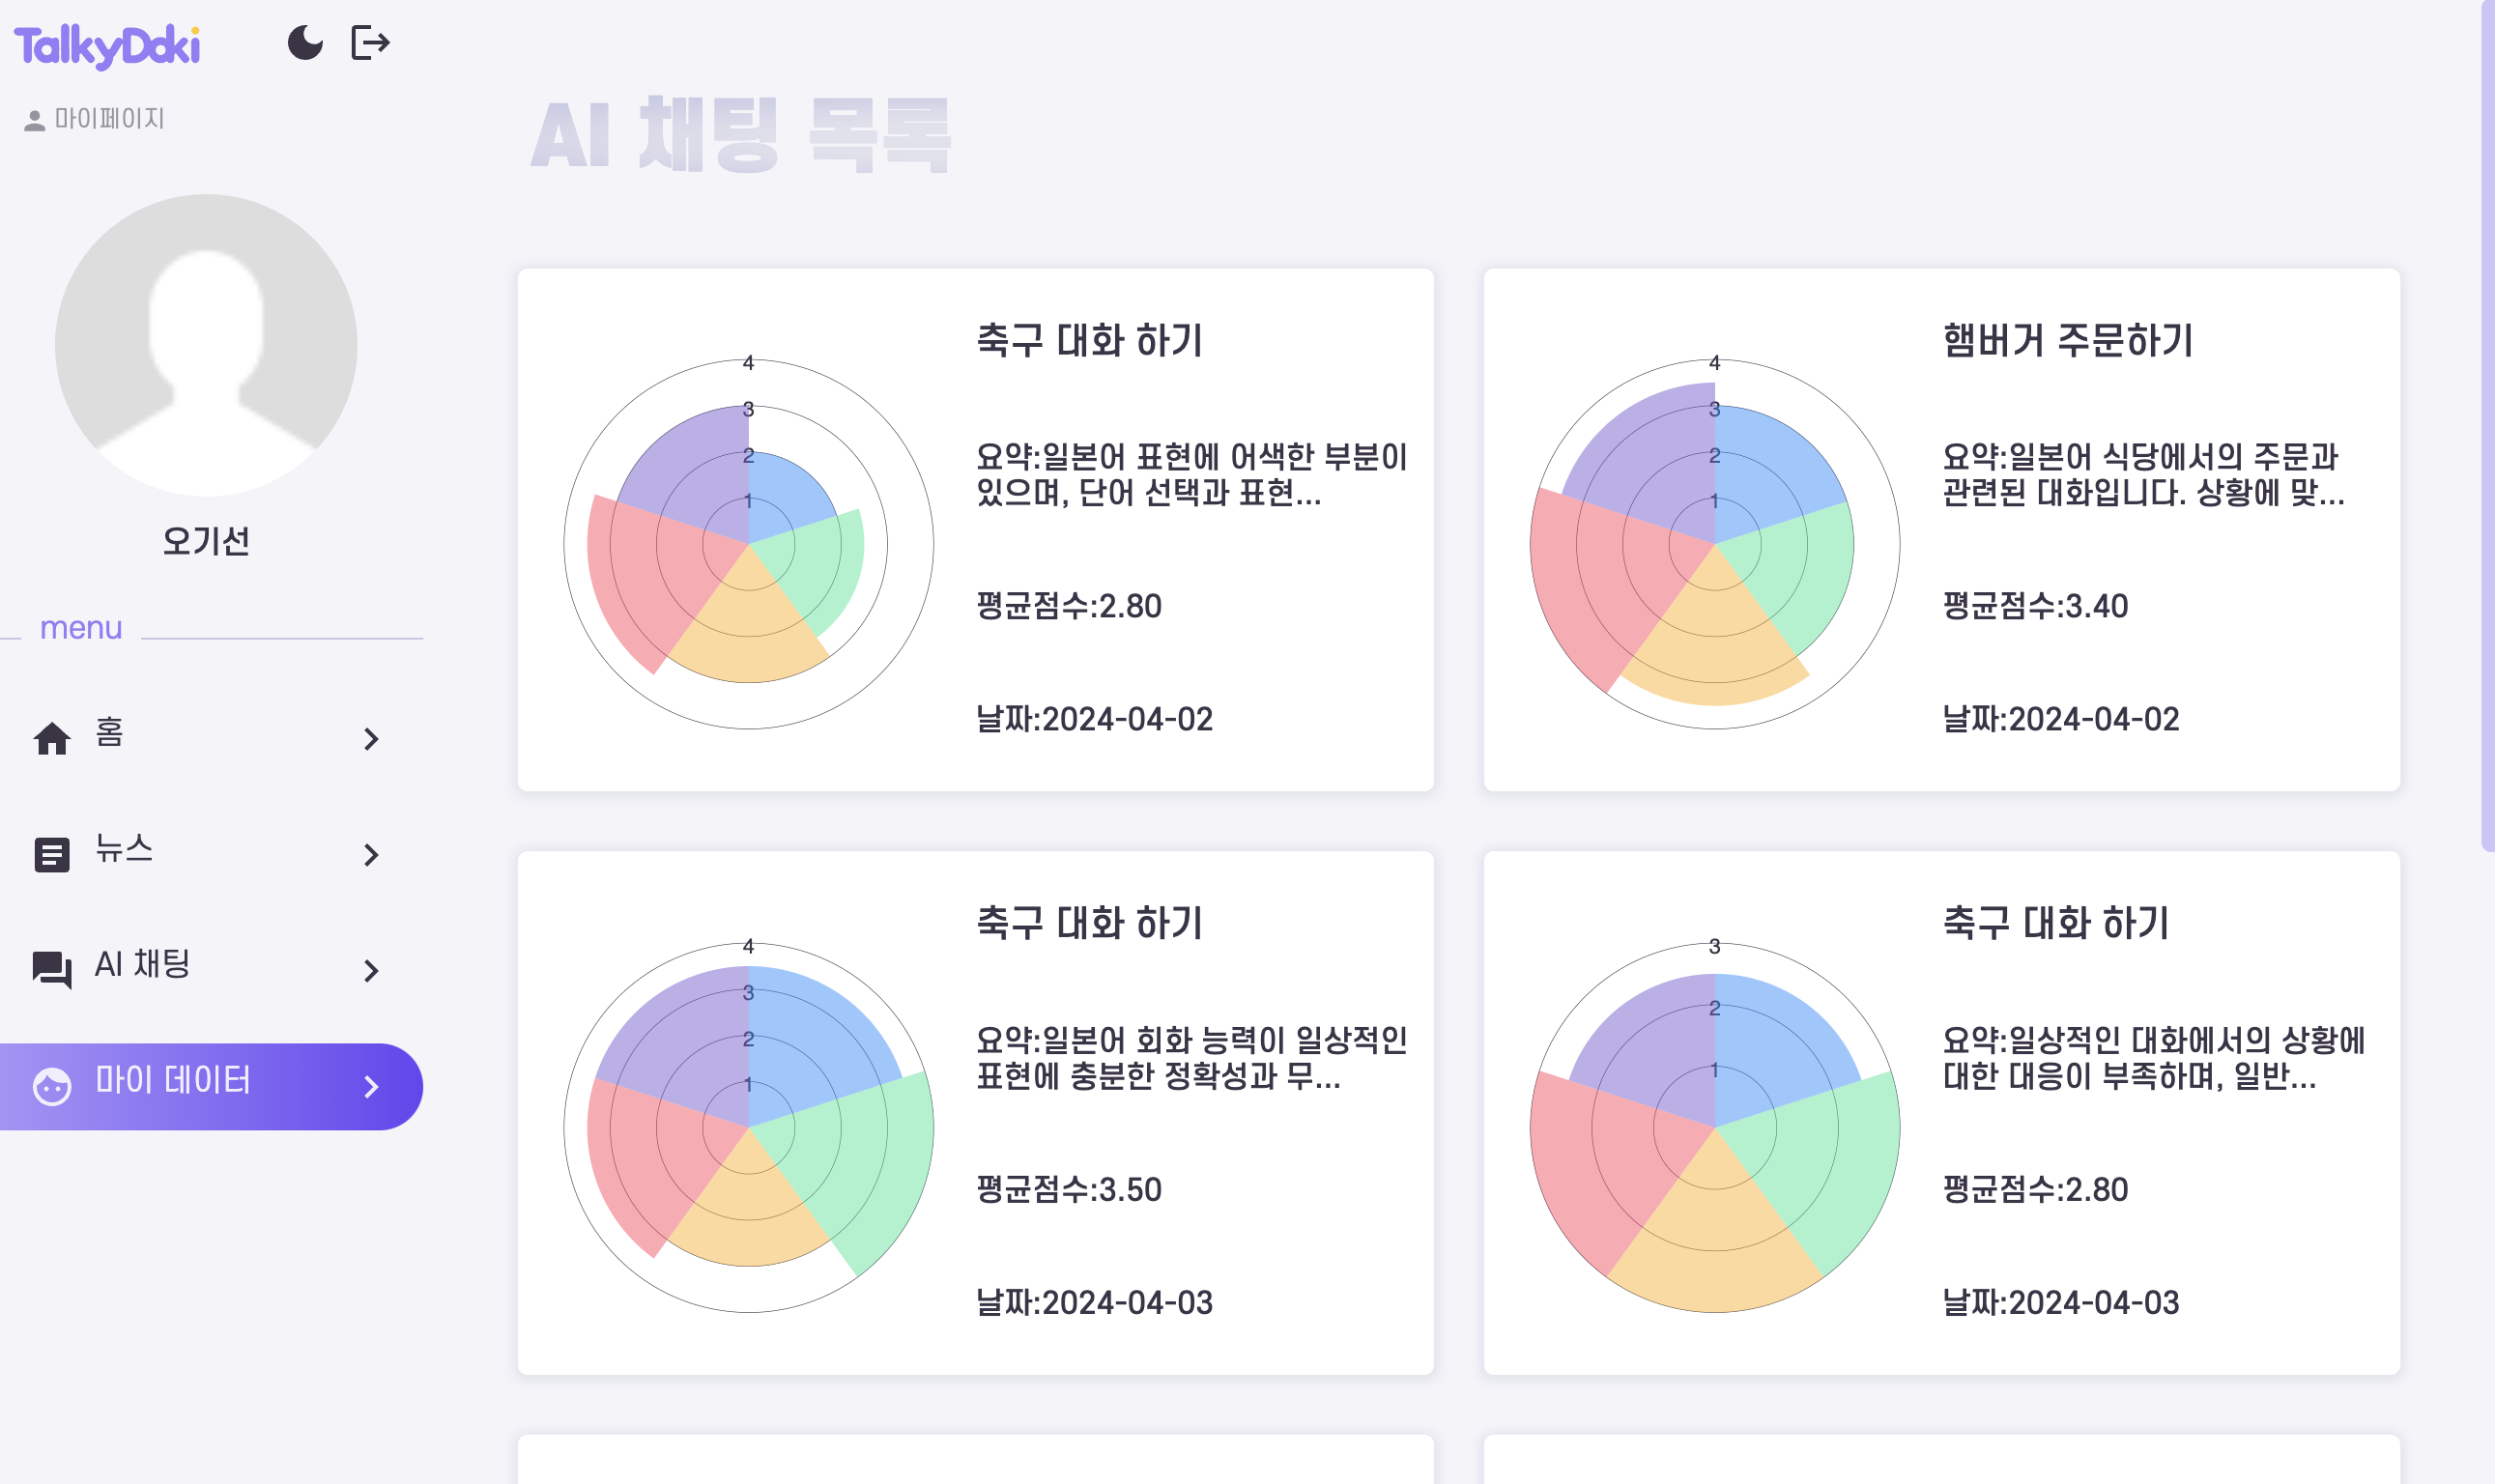 TalkyDoki
마이페이지
오기선
menu
홈
뉴스
AI 채팅
마이 데이터
AI 채팅 목록
4
3
2
1
축구 대화 하기
요약:일본어 표현에 어색한 부분이
있으며, 단어 선택과 표현...
평균점수:2.80
날짜:2024-04-02
4
3
2
1
햄버거 주문하기
요약:일본어 식당에서의 주문과
관련된 대화입니다. 상황에 맞...
평균점수:3.40
날짜:2024-04-02
4
3
2
1
축구 대화 하기
요약:일본어 회화 능력이 일상적인
표현에 충분한 정확성과 무...
평균점수:3.50
날짜:2024-04-03
3
2
1
축구 대화 하기
요약:일상적인 대화에서의 상황에
대한 대응이 부족하며, 일반...
평균점수:2.80
날짜:2024-04-03